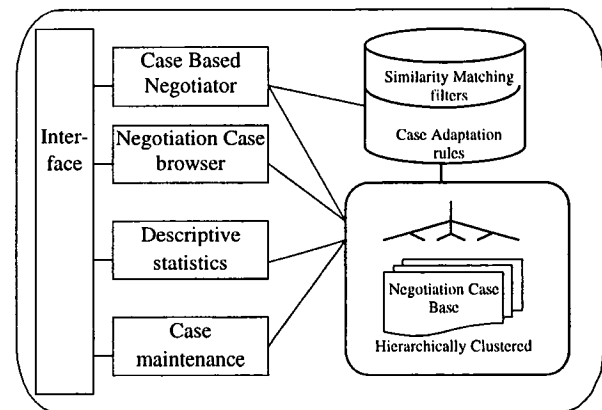 Inter-
face
Case Based
Negotiator
Negotiation Case
browser
Descriptive
statistics
Case
maintenance
Similarity Matching
filters
Case Adaptation
rules
Negotiation Case
Base
Hierarchically Clustered